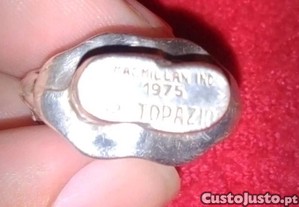 MACMILLAN INC
1975
TOPAZIO
CustoJusto.pt